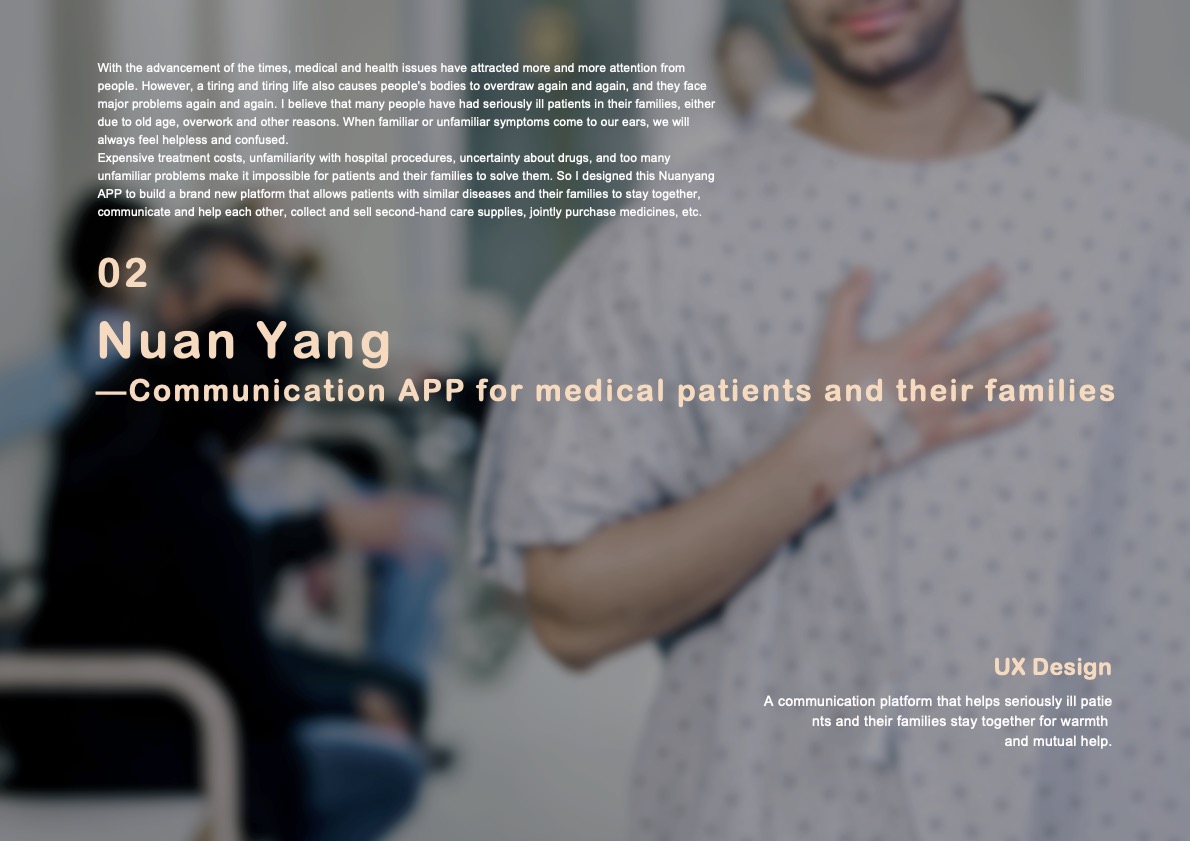 With the advancement of the times, medical and health issues have attracted more and more attention from
people. However, a tiring and tiring life also causes people's bodies to overdraw again and again, and they face
major problems again and again. I believe that many people have had seriously ill patients in their families, either
due to old age, overwork and other reasons. When familiar or unfamiliar symptoms come to our ears, we will
always feel helpless and confused.
Expensive treatment costs, unfamiliarity with hospital procedures, uncertainty about drugs, and too many
unfamiliar problems make it impossible for patients and their families to solve them. So I designed this Nuanyang
APP to build a brand new platform that allows patients with similar diseases and their families to stay together,
communicate and help each other, collect and sell second-hand care supplies, jointly purchase medicines, etc.
02
Nuan Yang
—Communication APP for medical patients and their families
UX Design
A communication platform that helps seriously ill patie
nts and their families stay together for warmth
and mutual help.